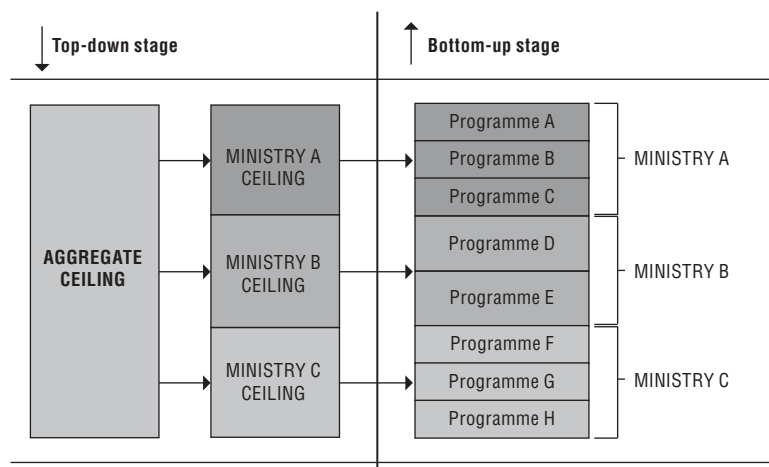 Top-down stage
Bottom-up stage
AGGREGATE
CEILING
MINISTRY A
CEILING
MINISTRY B
CEILING
MINISTRY C
CEILING
Programme A
Programme B
Programme C
Programme D
Programme E
Programme F
Programme G
Programme H
MINISTRY A
MINISTRY B
MINISTRY C